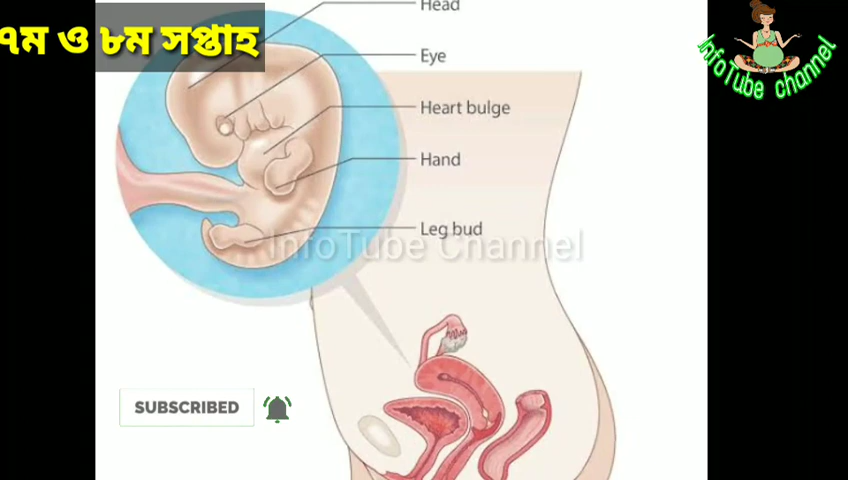 ৭ম ও ৮ম সপ্তাহ
Head
Eye
Heart bulge
Hand
Leg bud
InfoTube Channel
InfoTube channel
SUBSCRIBED